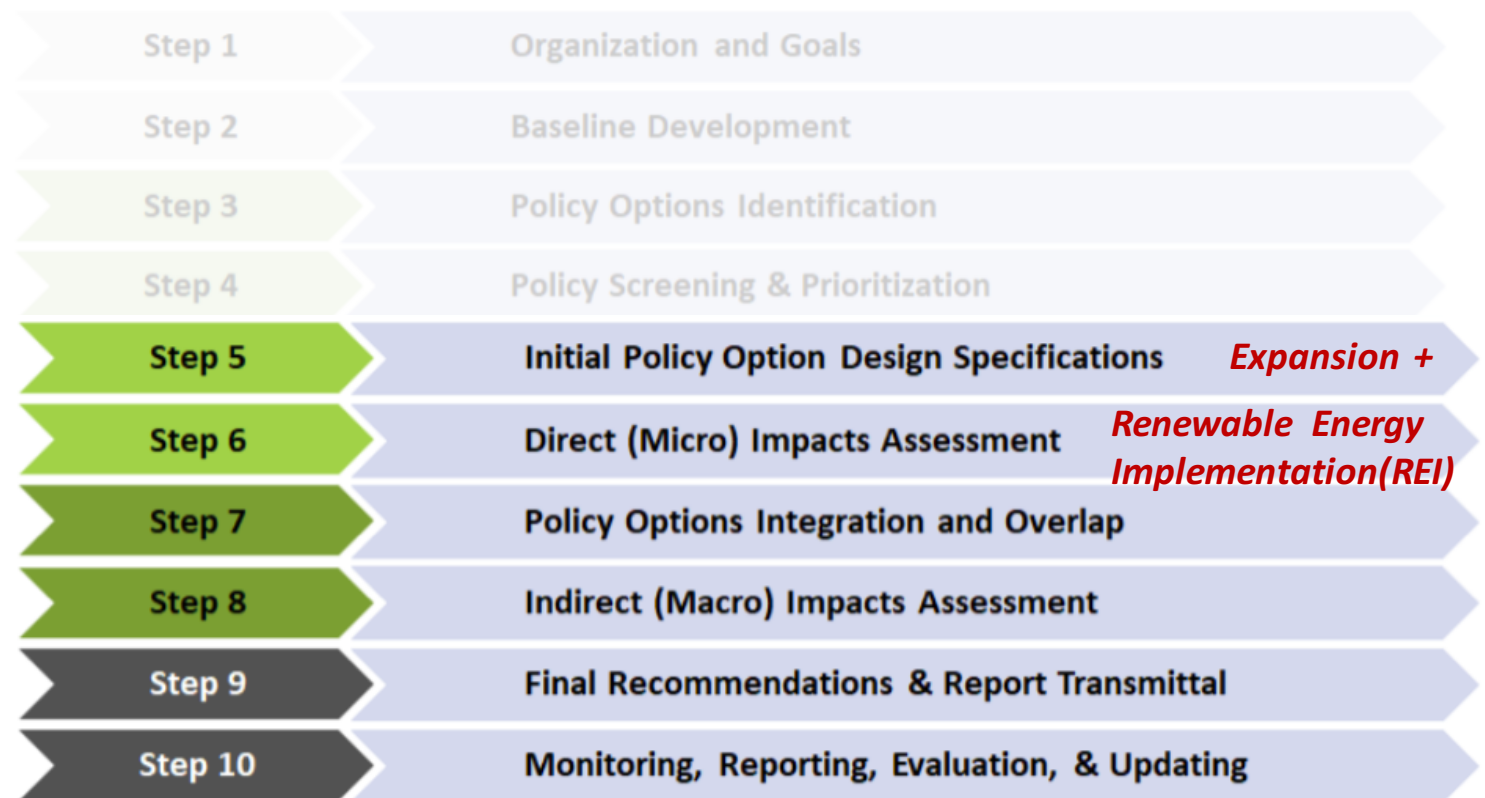 Step 1 Organization and Goals
Step 2 Baseline Development
Step 3 Policy Options Identification
Step 4 Policy Screening & Prioritization
Step 5 Initial Policy Option Design Specifications Expansion +
Step 6 Direct (Micro) Impacts Assessment Renewable Energy
Implementation(REI)
Step 7 Policy Options Integration and Overlap
Step 8 Indirect (Macro) Impacts Assessment
Step 9 Final Recommendations & Report Transmittal
Step 10 Monitoring, Reporting, Evaluation, & Updating